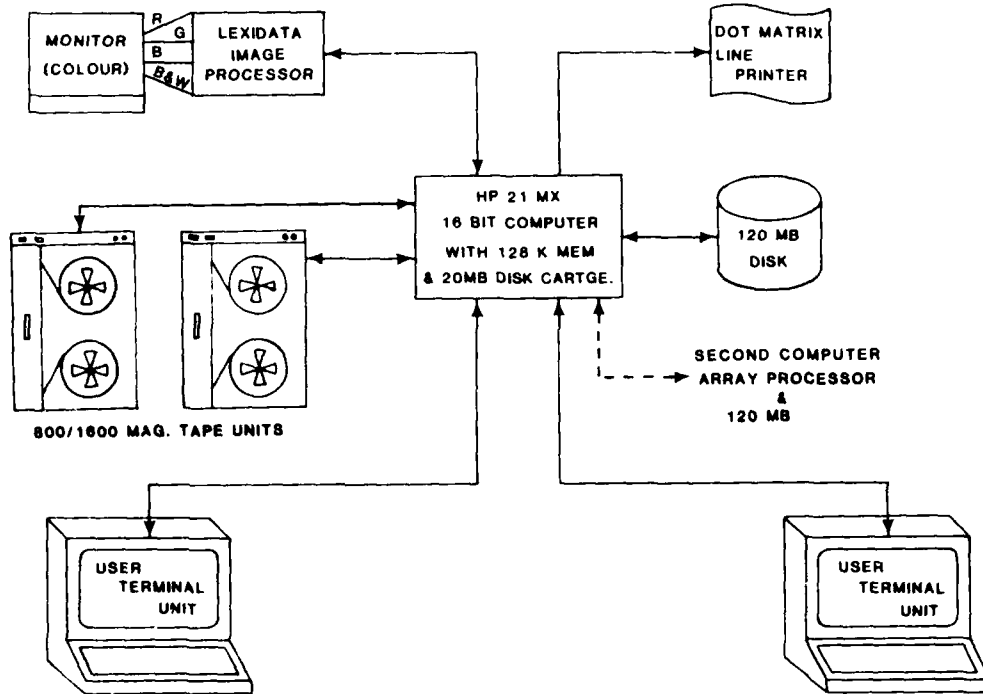 MONITOR
(COLOUR)
R
G
B
B&W
LEXIDATA
IMAGE
PROCESSOR
DOT MATRIX
LINE
PRINTER
HP 21 MX
16 BIT COMPUTER
WITH 128 K MEM
& 20MB DISK CARTGE.
120 MB
DISK
SECOND COMPUTER
ARRAY PROCESSOR
&
120 MB
800/1600 MAG. TAPE UNITS
USER
TERMINAL
UNIT
USER
TERMINAL
UNIT